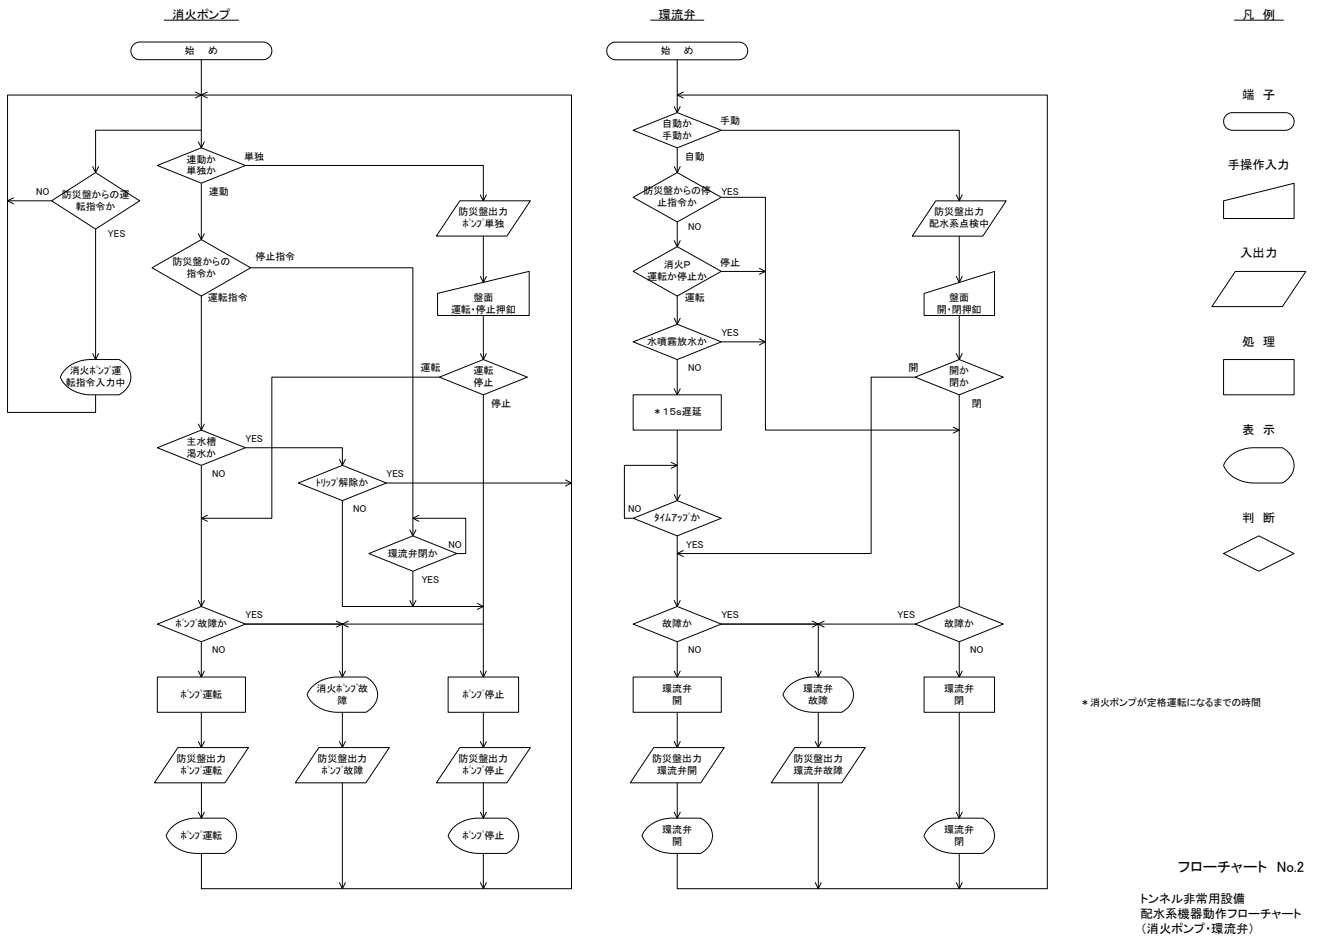 消火ポンプ
始　め
連動か
単独か
単独
連動
NO
防災盤からの運
転指令か
YES
防災盤出力
ポンプ単独
防災盤からの
指令か
停止指令
運転指令
盤面
運転・停止押釦
消火ポンプ運
転指令入力中
運転
運転
停止
停止
主水槽
渇水か
YES
NO
トリップ解除か
YES
NO
環流弁閉か
NO
YES
ポンプ故障か
YES
NO
ポンプ運転
消火ポンプ故
障
ポンプ停止
防災盤出力
ポンプ運転
防災盤出力
ポンプ故障
防災盤出力
ポンプ停止
ポンプ運転
ポンプ停止
環流弁
始　め
自動か
手動か
手動
自動
防災盤からの停
止指令か
YES
NO
防災盤出力
配水系点検中
消火P
運転か停止か
停止
運転
盤面
開・閉押釦
水噴霧放水か
YES
NO
開
開か
閉か
閉
＊15s遅延
NO
タイムアップか
YES
故障か
YES
NO
YES
故障か
NO
環流弁
開
環流弁
故障
環流弁
閉
防災盤出力
環流弁開
防災盤出力
環流弁故障
環流弁
開
環流弁
閉
凡　例
端　子
手操作入力
入出力
処　理
表　示
判　断
＊消火ポンプが定格運転になるまでの時間
フローチャート　No.2
トンネル非常用設備
配水系機器動作フローチャート
（消火ポンプ・環流弁）